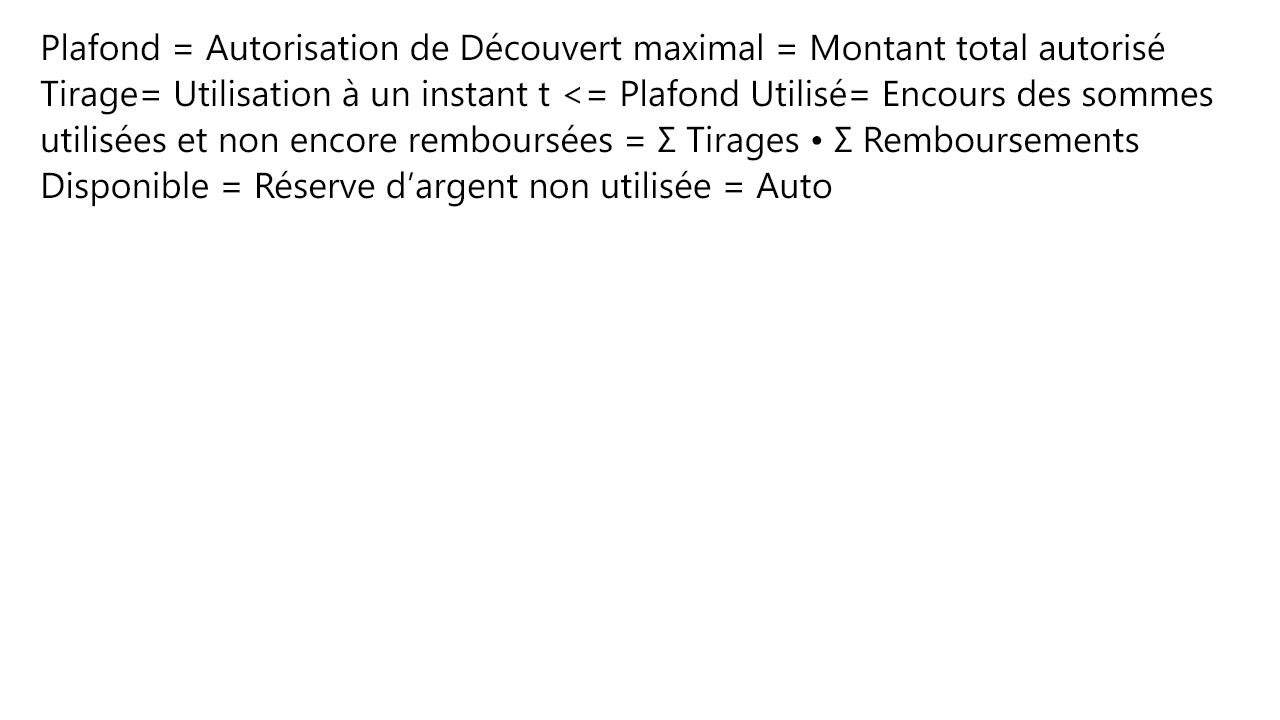 Plafond = Autorisation de Découvert maximal = Montant total autorisé
Tirage= Utilisation à un instant t <= Plafond Utilisé= Encours des sommes
utilisées et non encore remboursées = Σ Tirages • Σ Remboursements
Disponible = Réserve d’argent non utilisée = Auto